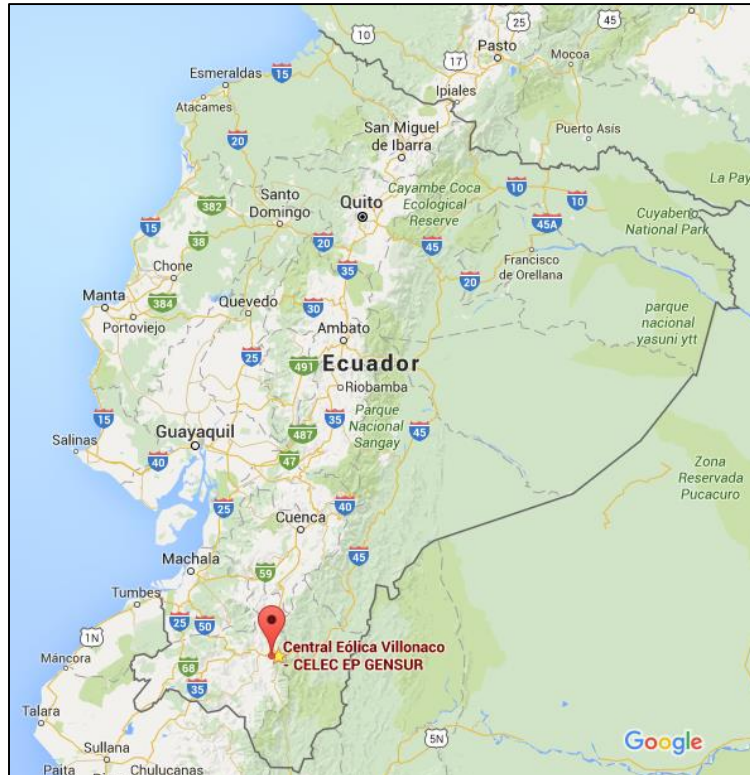 25
45
10
Pasto
Mocoa
17
15
Esmeraldas
Ipiales
Atacames
San Miguel
de Ibarra
Puerto Asís
20
La Pay
Cayambe Coca
Ecological
Reserve
10
10
Santo
Domingo
Quito
382
Cuyabeno
National Park
15
45A
38
20
45
Francisco
de Orellana
Chone
35
20
Manta
384
Quevedo
30
parque
nacional
yasuni ytt
Portoviejo
Ambato
25
491
Ecuador
Riobamba
15
Parque
Nacional
Sangay
35
487
45
Salinas
Guayaquil
40
47
Zona
Reservada
Pucacuro
25
40
Cuenca
45
Machala
59
Tumbes
25
50
1N
Central Eólica Villonaco
- CELEC EP GENSUR
Máncora
68
35
Talara
5N
Google
Sullana
Paita
Chulucanas